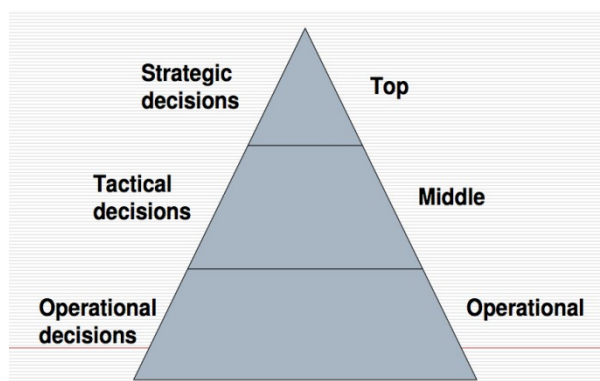 Strategic
decisions
Top
Tactical
decisions
Middle
Operational
decisions
Operational